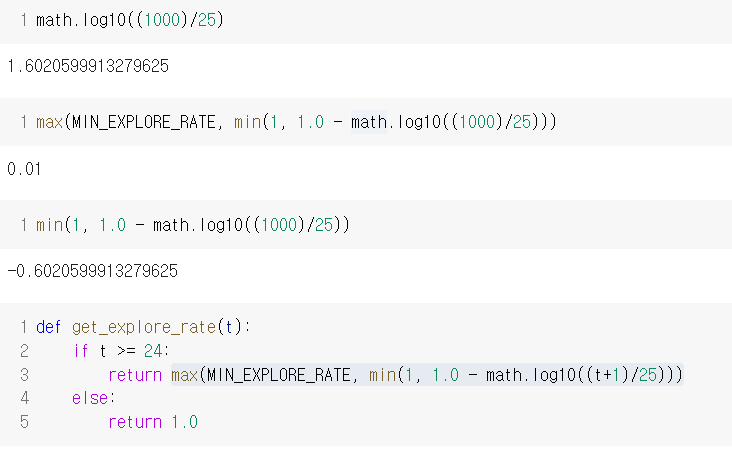 1 math.log10((1000)/25)
1.6020599913279625
1 max(MIN_EXPLORE_RATE, min(1, 1.0 - math.log10((1000)/25)))
0.01
1 min(1, 1.0 - math.log10((1000)/25))
-0.6020599913279625
1 def get_explore_rate(t):
2     if t >= 24:
3         return max(MIN_EXPLORE_RATE, min(1, 1.0 - math.log10((t+1)/25)))
4     else:
5         return 1.0